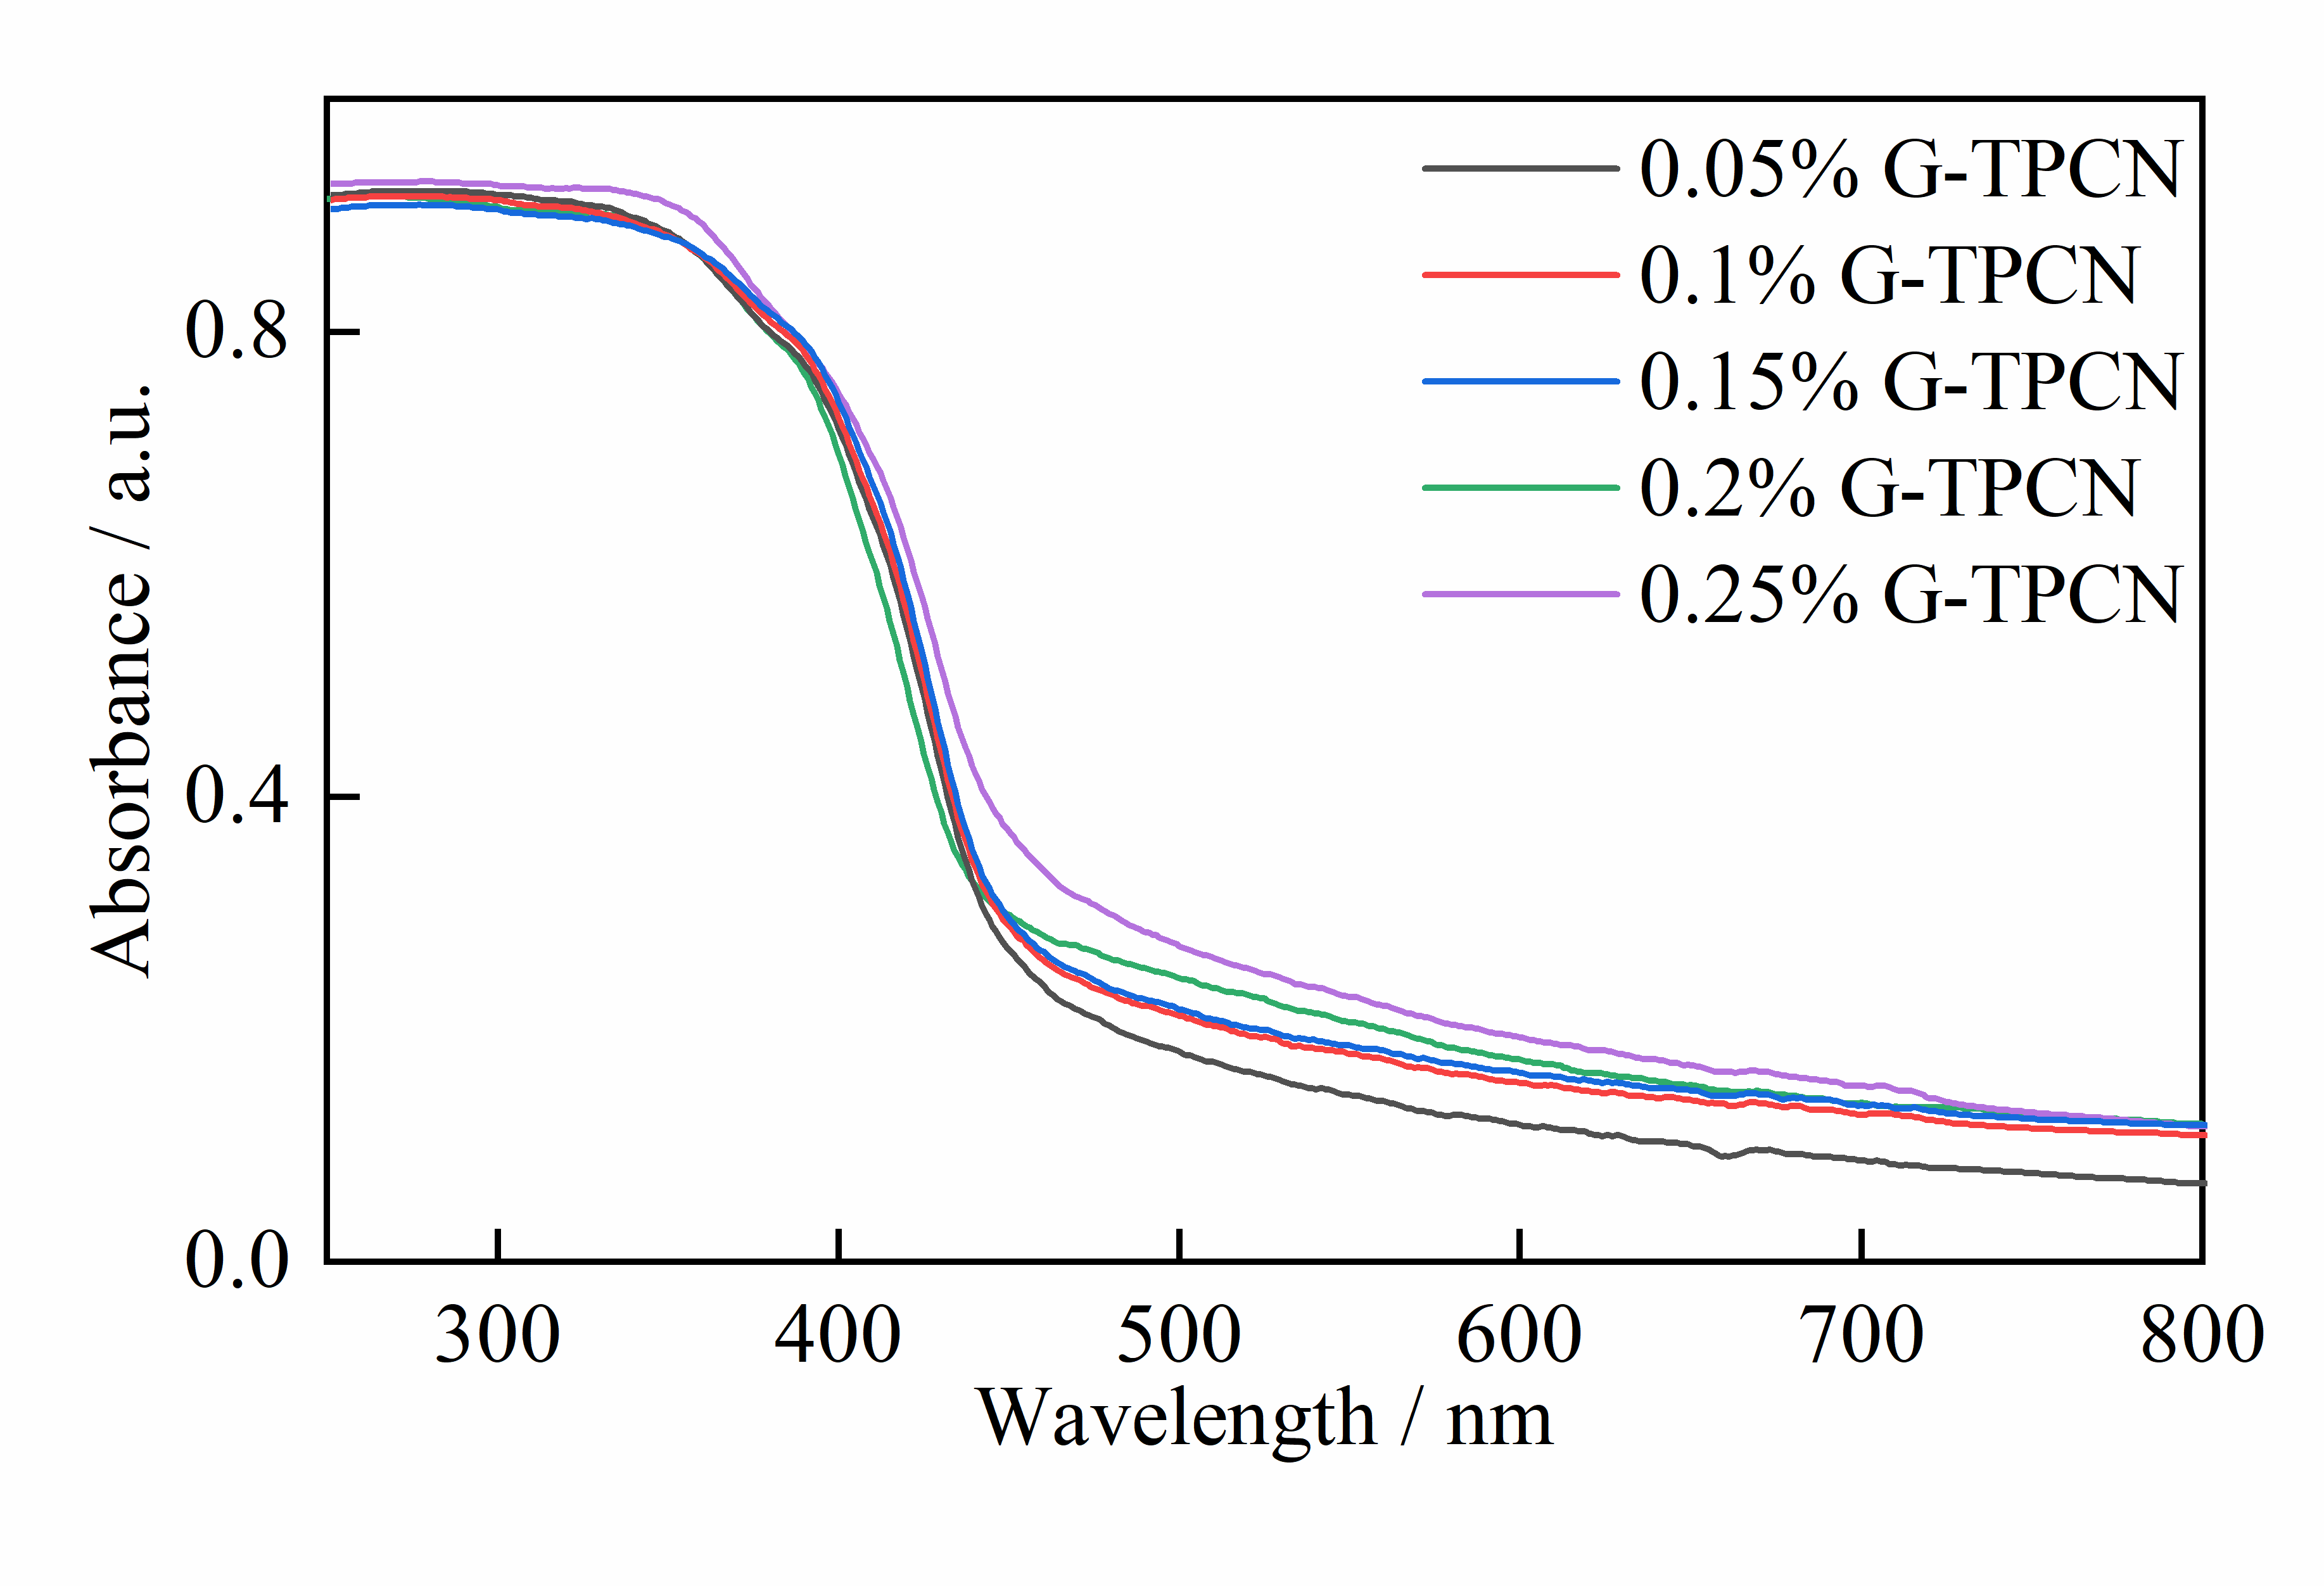 0.05% G-TPCN
0.1% G-TPCN
0.15% G-TPCN
0.2% G-TPCN
0.25% G-TPCN
Absorbance / a.u.
0.8
0.4
0.0
300 400 500 600 700 800
Wavelength / nm